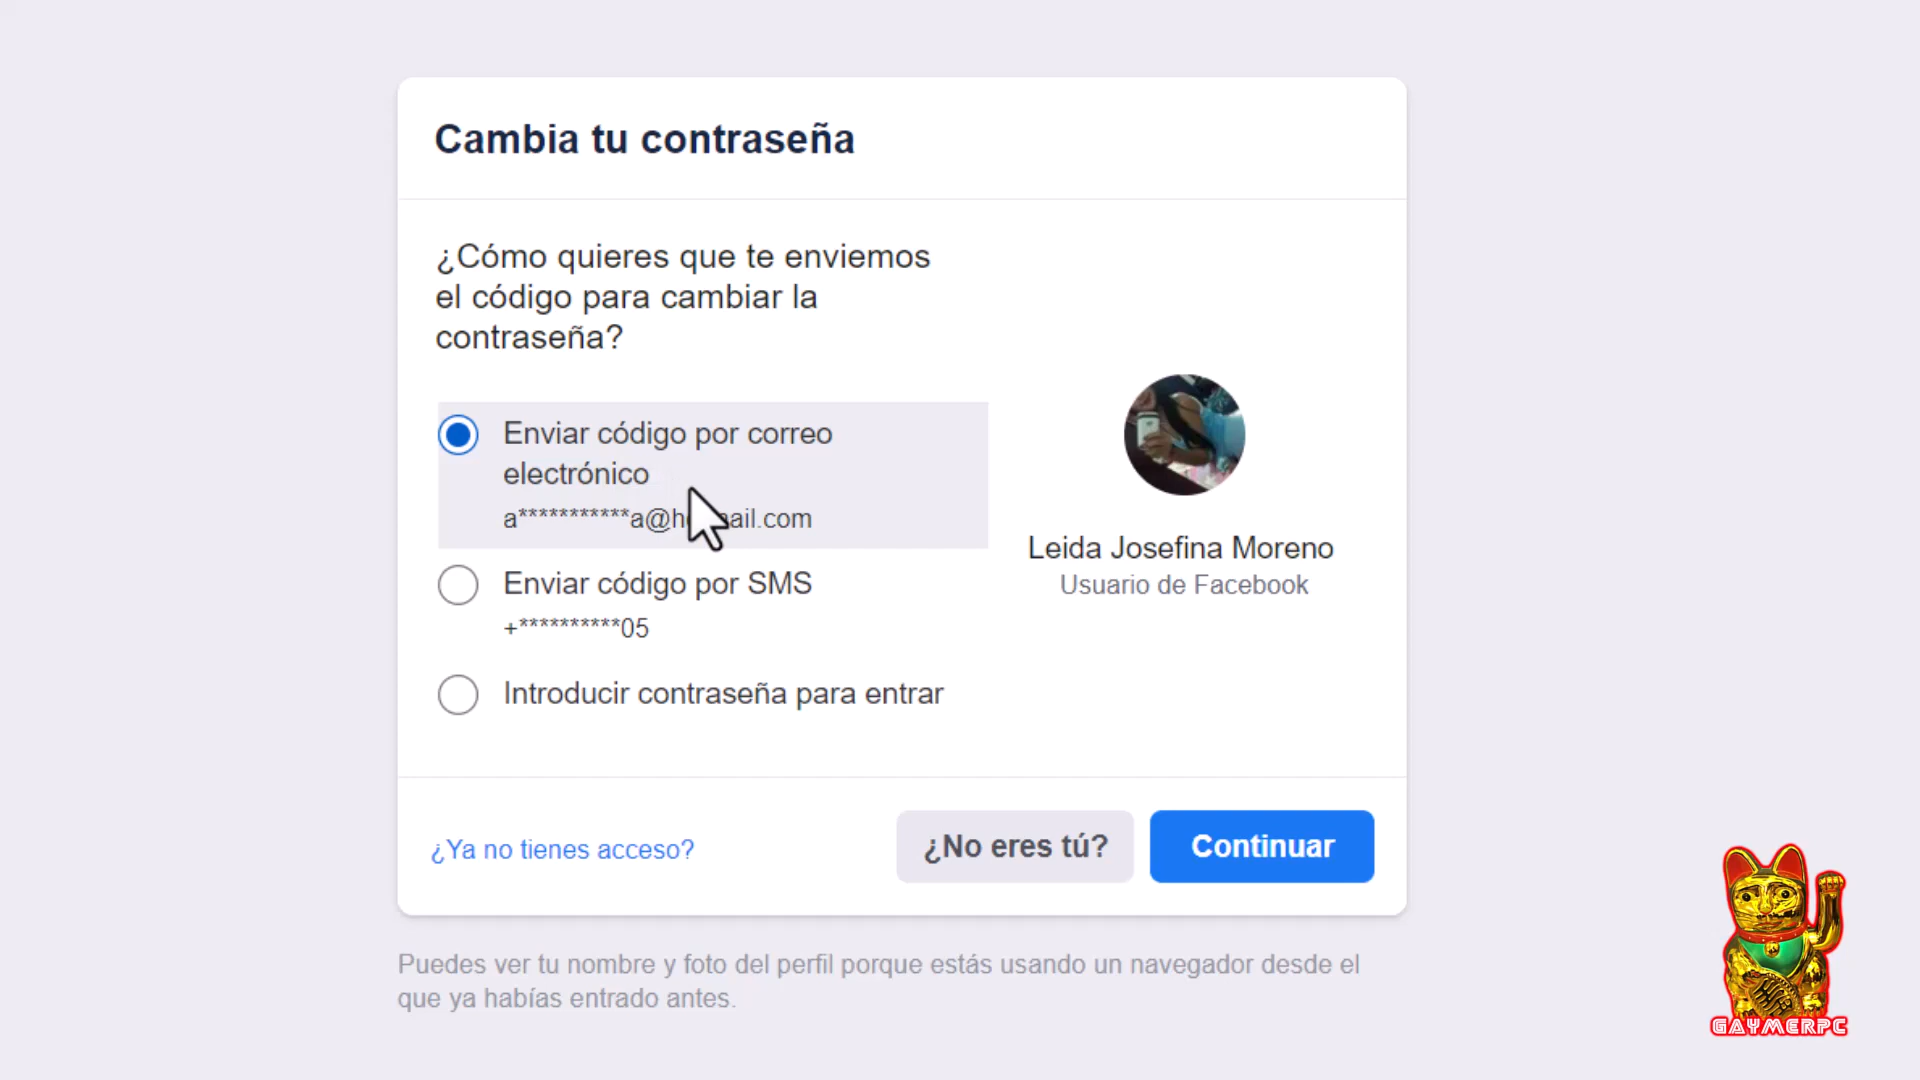 Cambia tu contraseña
¿Cómo quieres que te enviemos
el código para cambiar la
contraseña?
Enviar código por correo
electrónico
Enviar código por SMS
+**********05
Introducir contraseña para entrar
Leida Josefina Moreno
Usuario de Facebook
¿Ya no tienes acceso?
¿No eres tú?
Continuar
Puedes ver tu nombre y foto del perfil porque estás usando un navegador desde el
que ya habías entrado antes.
GAYMERPC